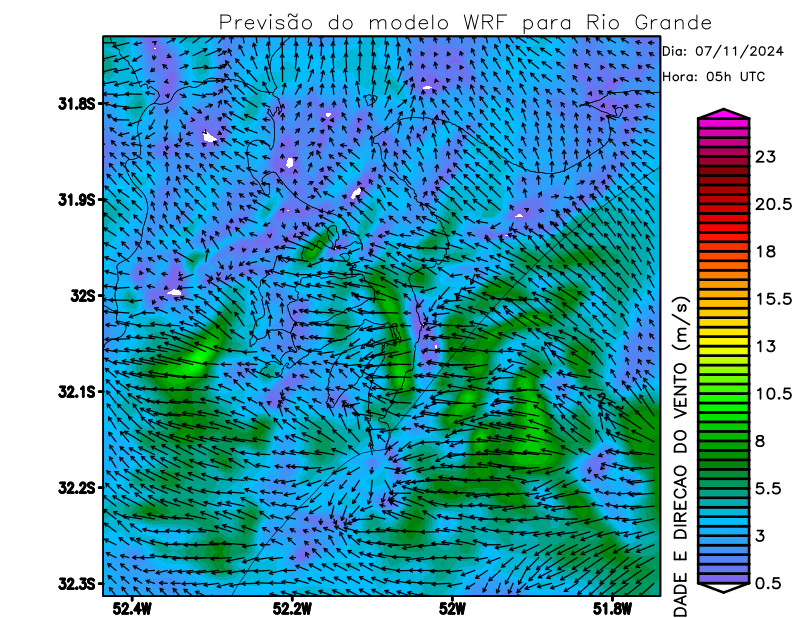 Previsão do modelo WRF para Rio Grande
Dia: 07/11/2024
Hora: 05h UTC
31.8S
31.9S
32S
32.1S
32.2S
32.3S
52.4W
52.2W
52W
51.8W
DADE E DIRECAO DO VENTO (m/s)
23
20.5
18
15.5
13
10.5
8
5.5
3
0.5